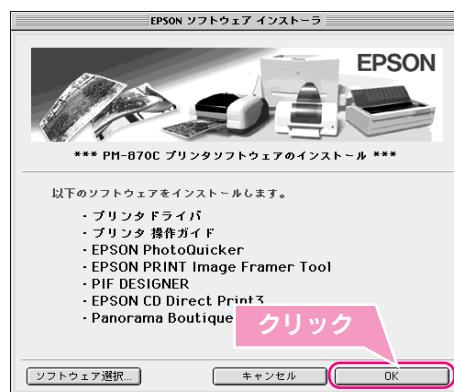 EPSON ソフトウェア インストーラ
EPSON
*** PM-870C プリンタソフトウェアのインストール ***
以下のソフトウェアをインストールします。
・プリンタドライバ
・プリンタ 操作ガイド
・EPSON PhotoQuicker
・EPSON PRINT Image Framer Tool
・PIF DESIGNER
・EPSON CD Direct Print3
・Panorama Boutique
クリック
ソフトウェア選択...
キャンセル
OK